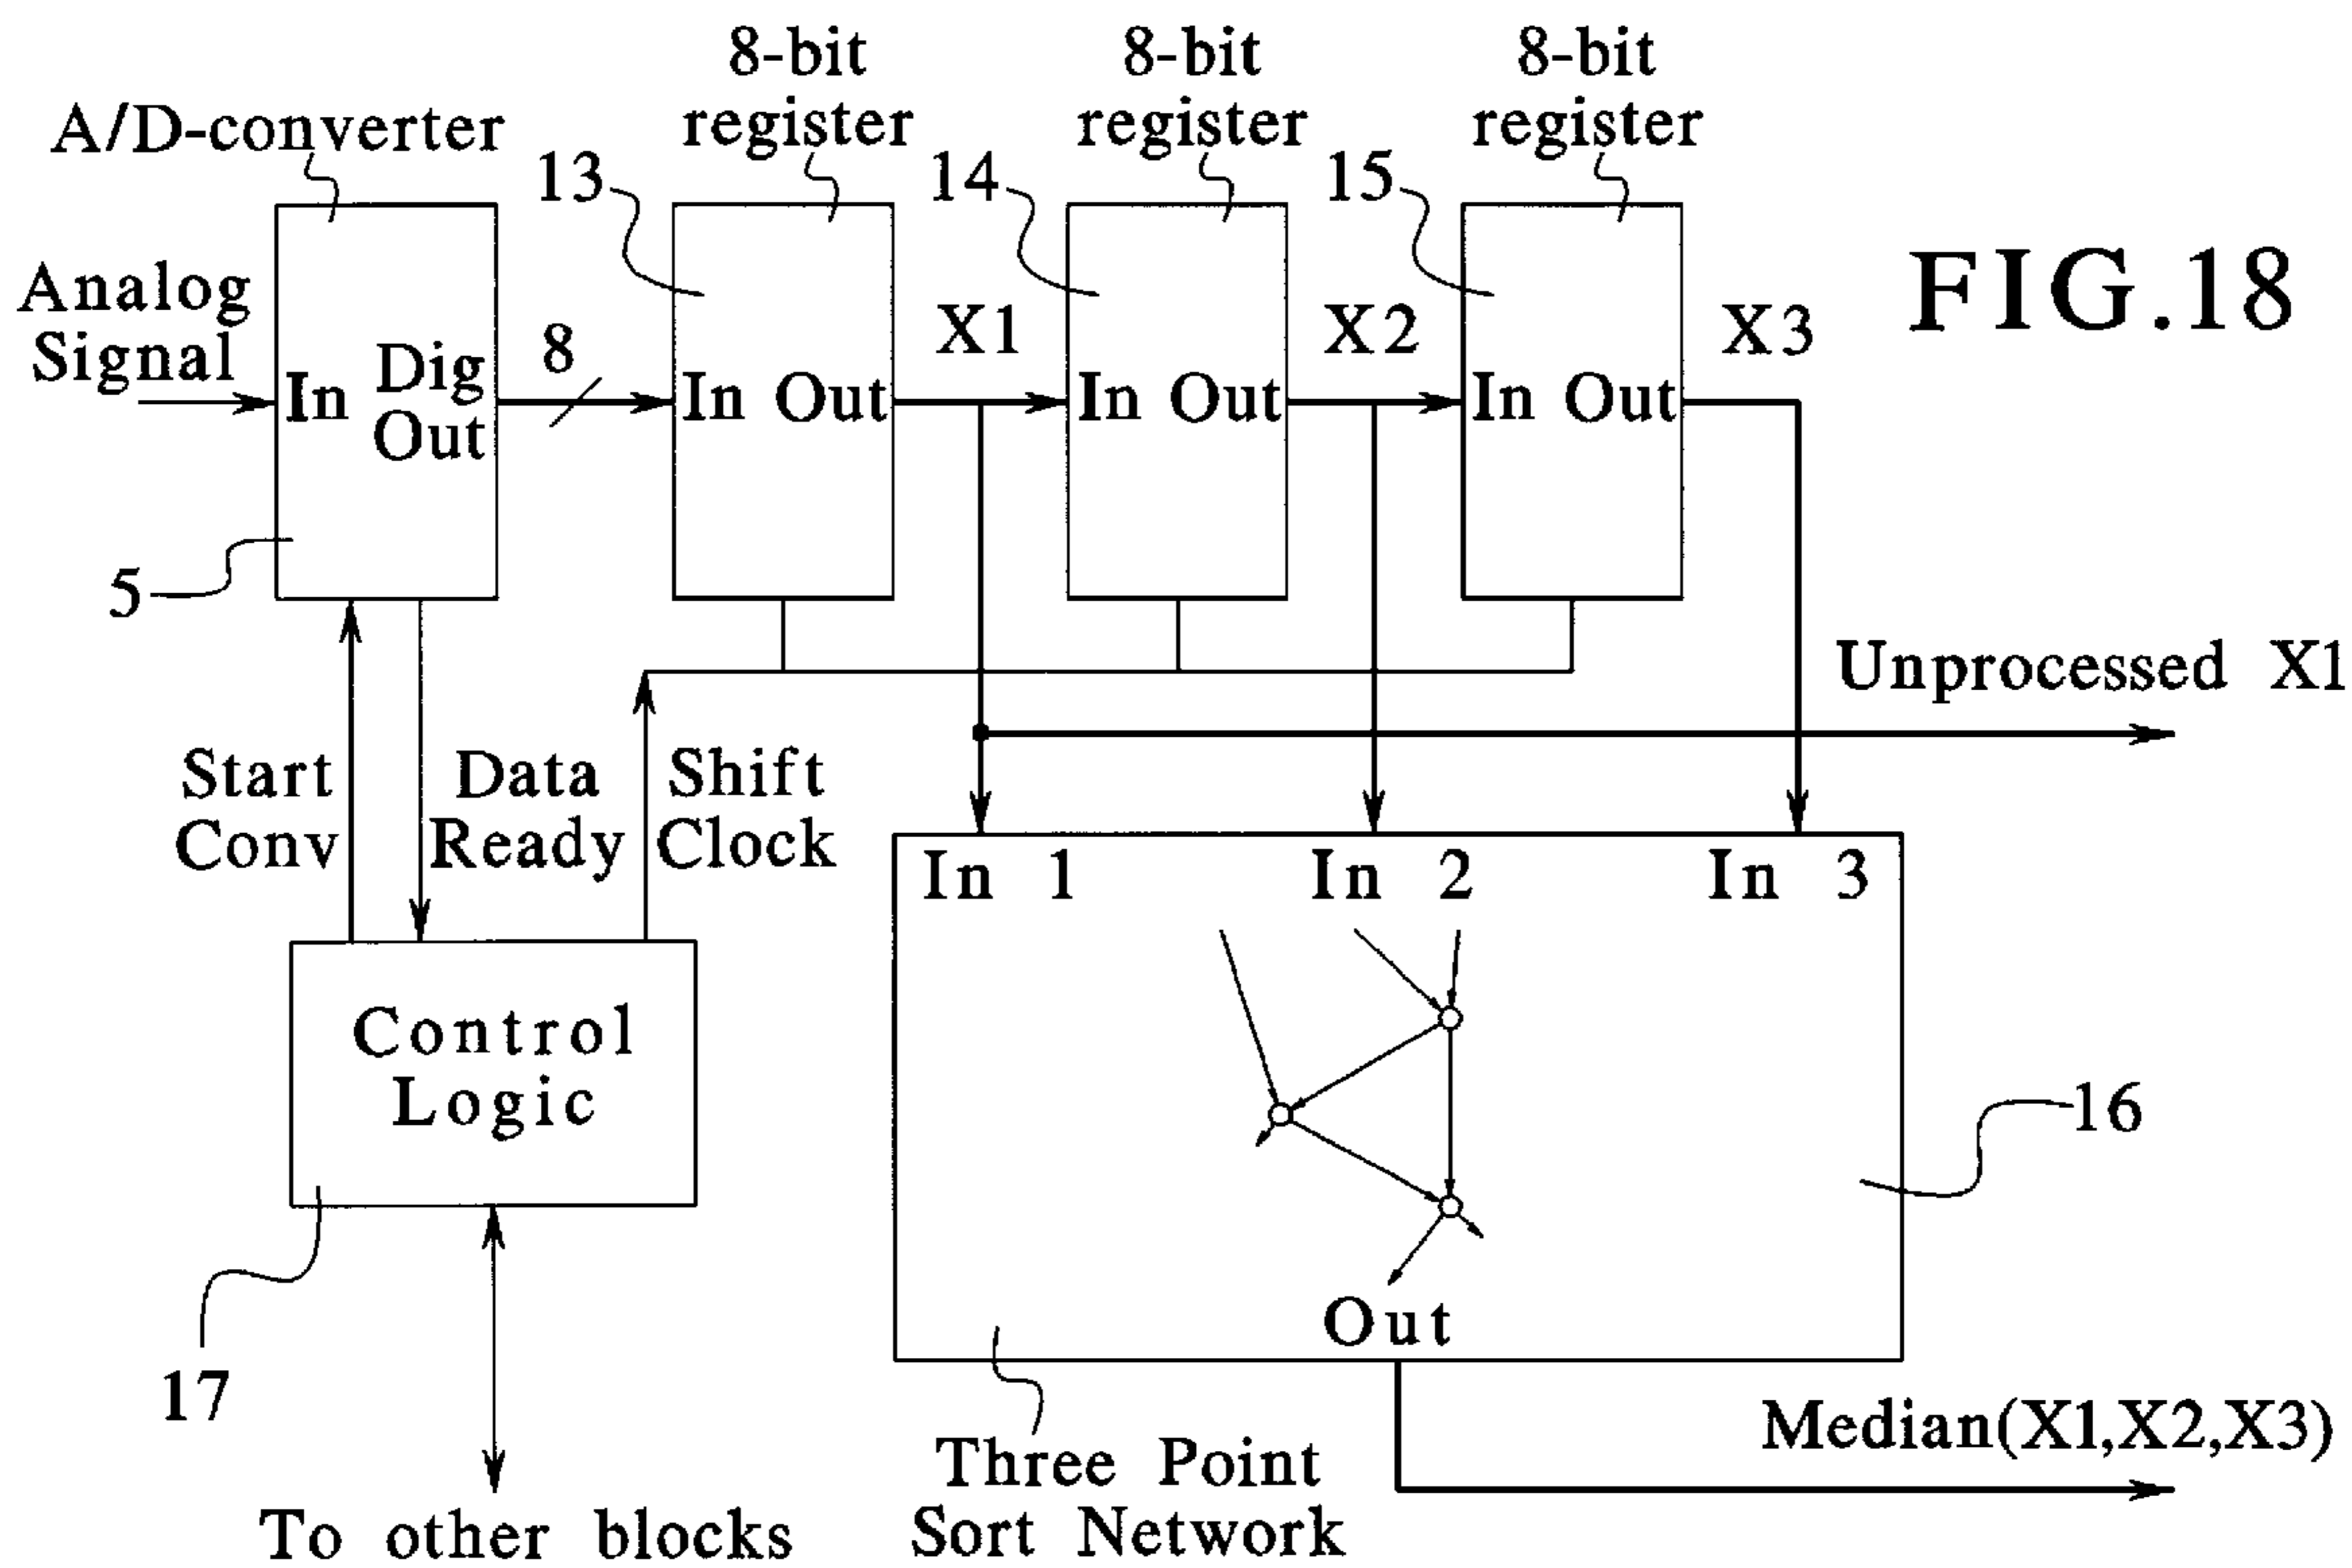 8-bit
register
8-bit
register
8-bit
register
A/D-converter
13
14
15
FIG.18
Analog
Signal
In
Dig
Out
8
In Out
X1
In Out
X2
In Out
X3
5
Unprocessed X1
Start
Conv
Data
Ready
Shift
Clock
In 1
In 2
In 3
Control
Logic
16
Out
17
Three Point
Sort Network
Median(X1,X2,X3)
To other blocks